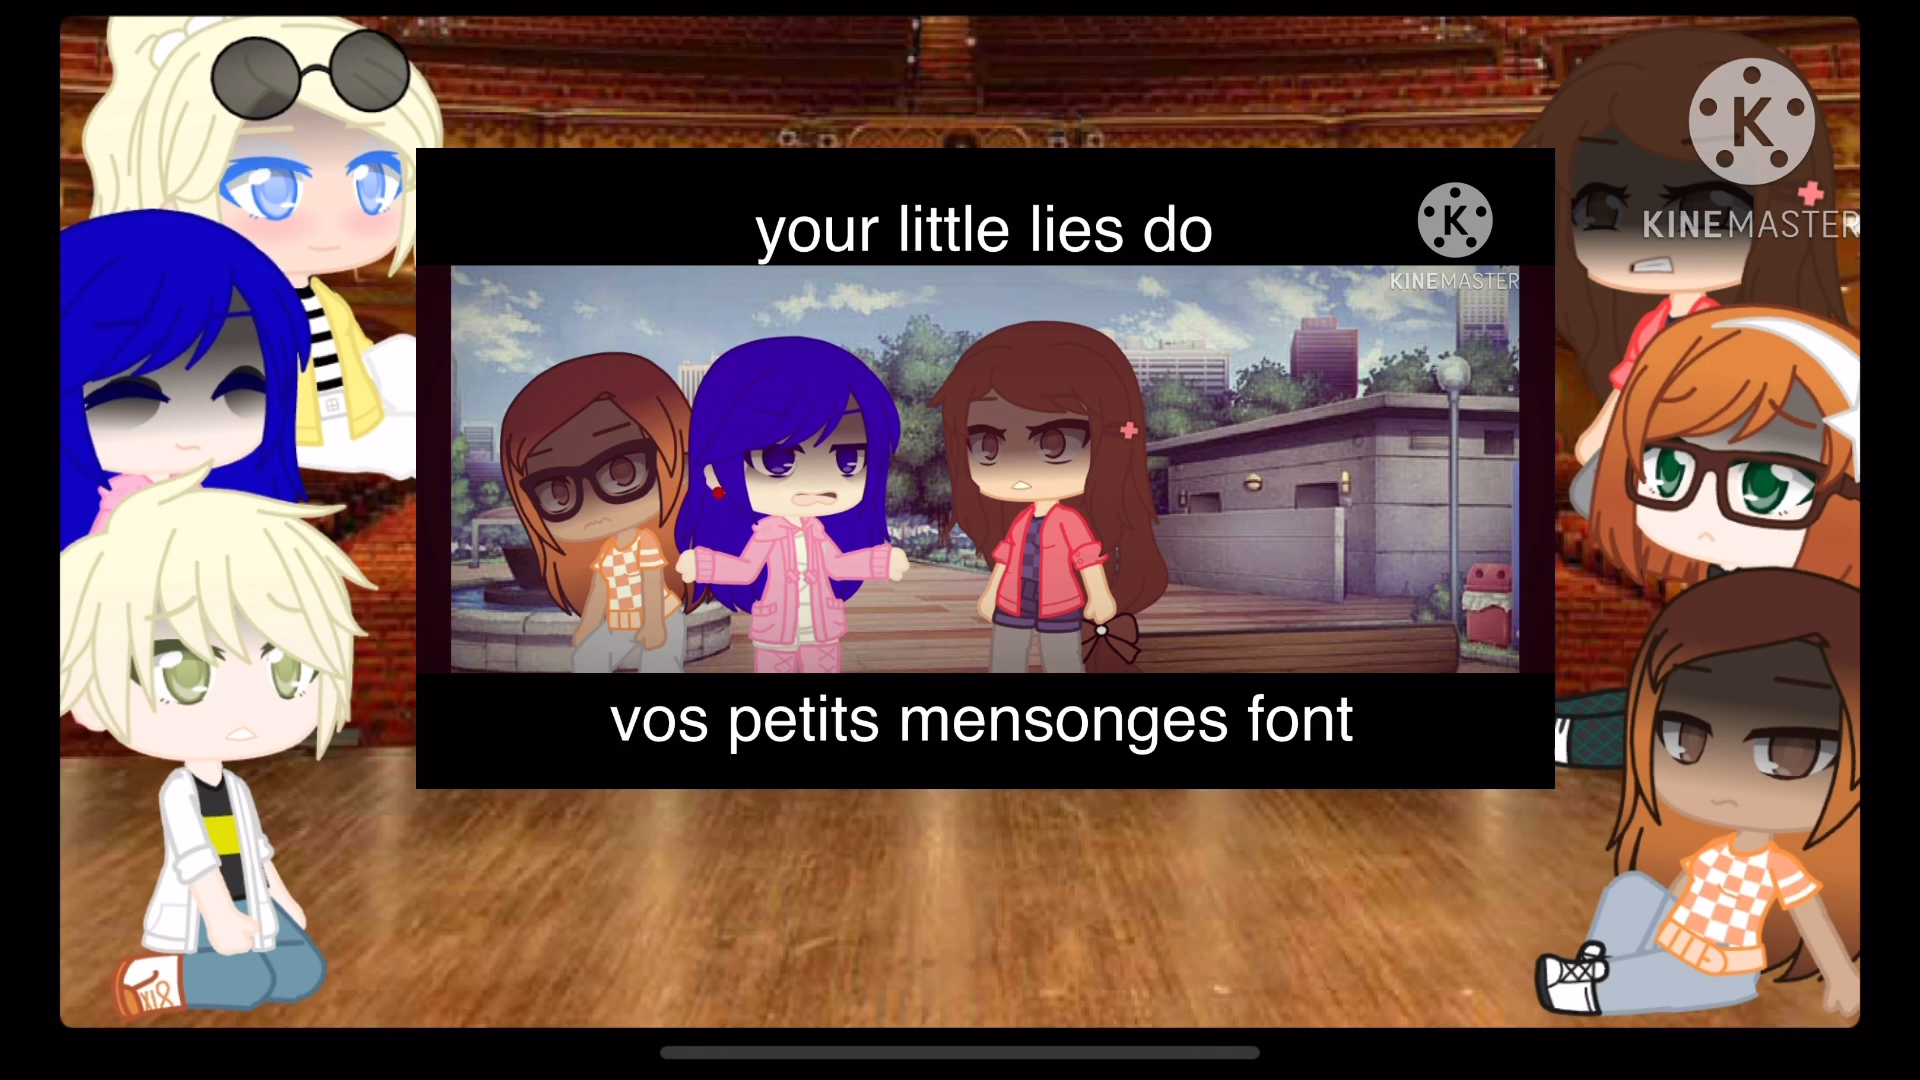 your little lies do
K
KINEMASTER
K
KINEMASTER
vos petits mensonges font